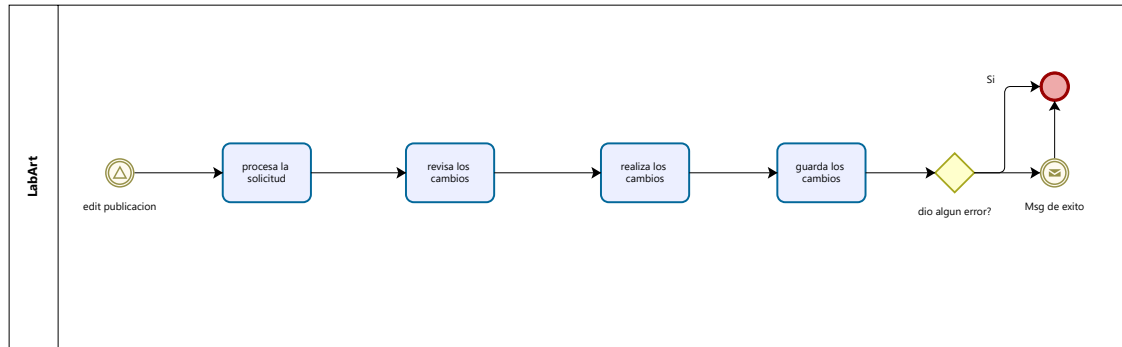 LabArt
edit publicacion
procesa la
solicitud
revisa los
cambios
realiza los
cambios
guarda los
cambios
dio algun error?
Si
Msg de exito